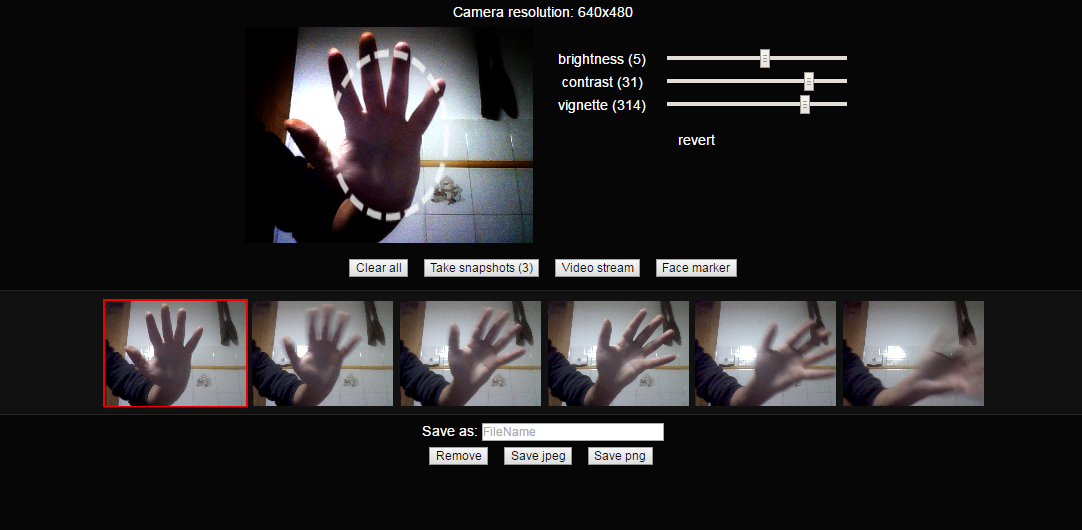 Camera resolution: 640x480
brightness (5)
contrast (31)
vignette (314)
revert
Clear all
Take snapshots (3)
Video stream
Face marker
Save as: FileName
Remove
Save jpeg
Save png